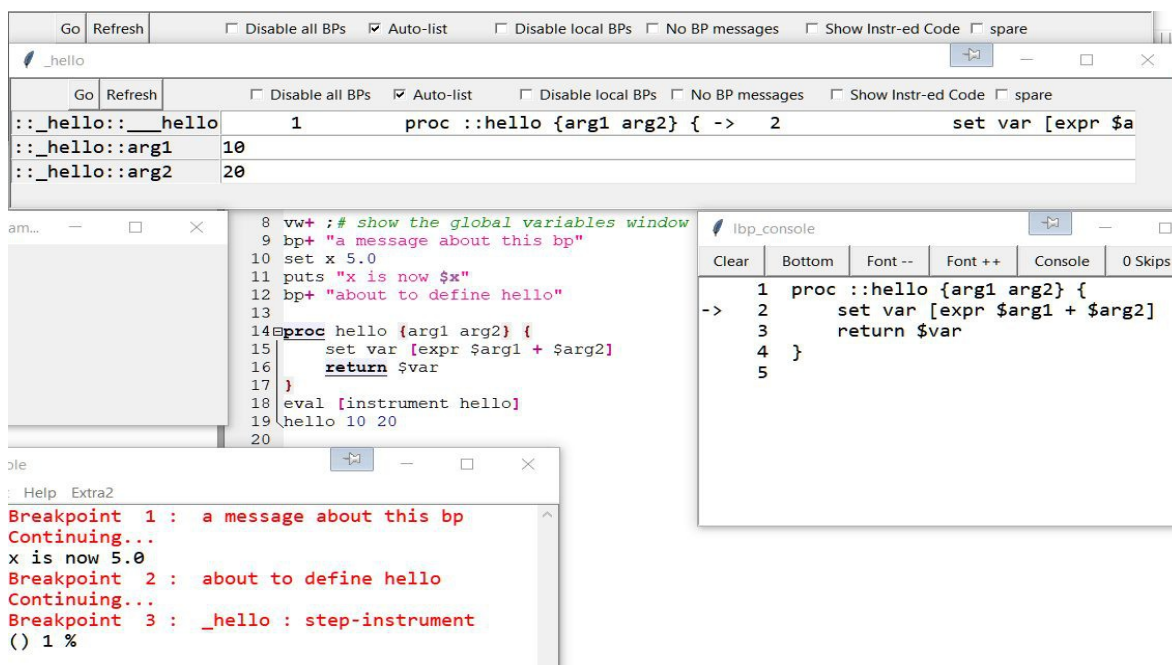 Go Refresh Disable all BPs Auto-list Disable local BPs No BP messages Show Instr-ed Code spare
_hello
Go Refresh Disable all BPs Auto-list Disable local BPs No BP messages Show Instr-ed Code spare
::_hello::___hello 1 proc ::hello {arg1 arg2} { -> 2 set var [expr $a
::_hello::arg1 10
::_hello::arg2 20
am...
8 vw+ ;# show the global variables window
9 bp+ "a message about this bp"
10 set x 5.0
11 puts "x is now $x"
12 bp+ "about to define hello"
13
14 proc hello {arg1 arg2} {
15 set var [expr $arg1 + $arg2]
16 return $var
17 }
18 eval [instrument hello]
19 hello 10 20
20
lbp_console
Clear Bottom Font -- Font ++ Console 0 Skips
1 proc ::hello {arg1 arg2} {
-> 2 set var [expr $arg1 + $arg2]
3 return $var
4 }
5
ole
Help Extra2
Breakpoint 1 : a message about this bp
Continuing...
x is now 5.0
Breakpoint 2 : about to define hello
Continuing...
Breakpoint 3 : _hello : step-instrument
() 1 %